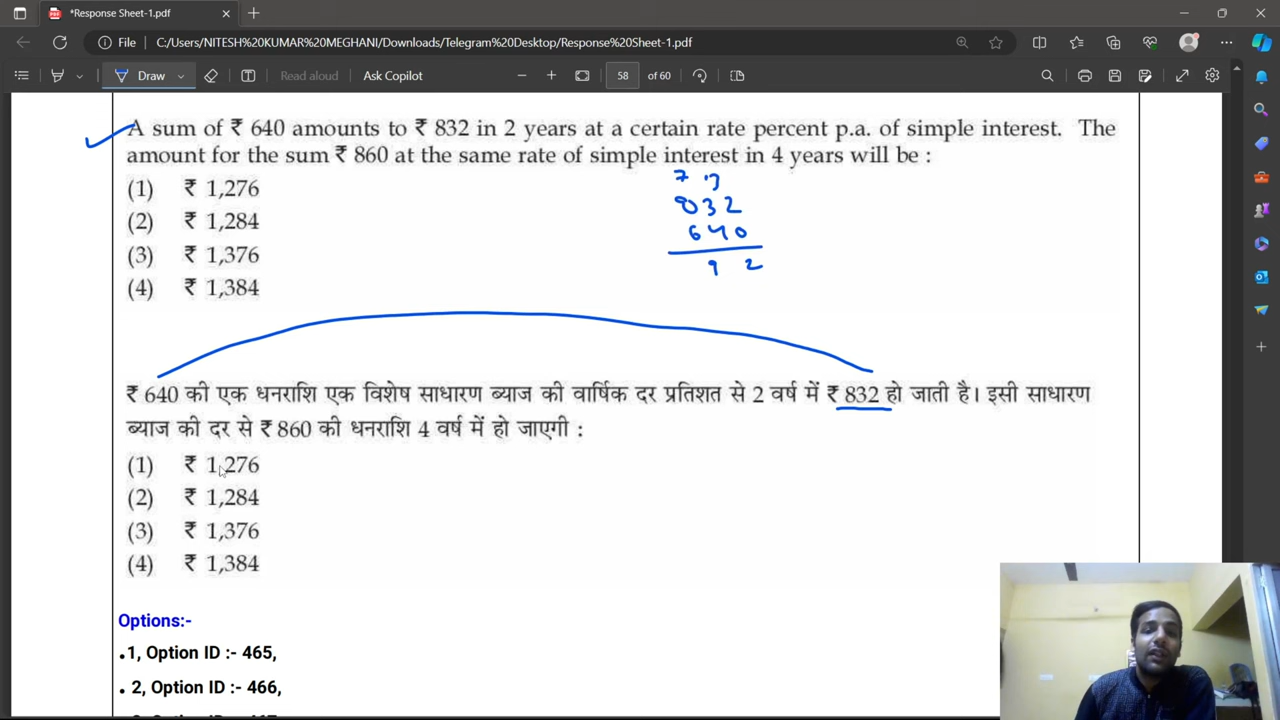 *Response Sheet-1.pdf
File C:/Users/NITESH%20KUMAR%20MEGHANI/Downloads/Telegram%20Desktop/Response%20Sheet-1.pdf
Draw Read aloud Ask Copilot 58 of 60
A sum of ₹ 640 amounts to ₹ 832 in 2 years at a certain rate percent p.a. of simple interest. The
amount for the sum ₹ 860 at the same rate of simple interest in 4 years will be :
(1) ₹ 1,276
(2) ₹ 1,284
(3) ₹ 1,376
(4) ₹ 1,384
7 13
832
640
92
₹ 640 की एक धनराशि एक विशेष साधारण ब्याज की वार्षिक दर प्रतिशत से 2 वर्ष में ₹ 832 हो जाती है। इसी साधारण
ब्याज की दर से ₹ 860 की धनराशि 4 वर्ष में हो जाएगी :
(1) ₹ 1,276
(2) ₹ 1,284
(3) ₹ 1,376
(4) ₹ 1,384
Options:-
.1, Option ID :- 465,
. 2, Option ID :- 466,